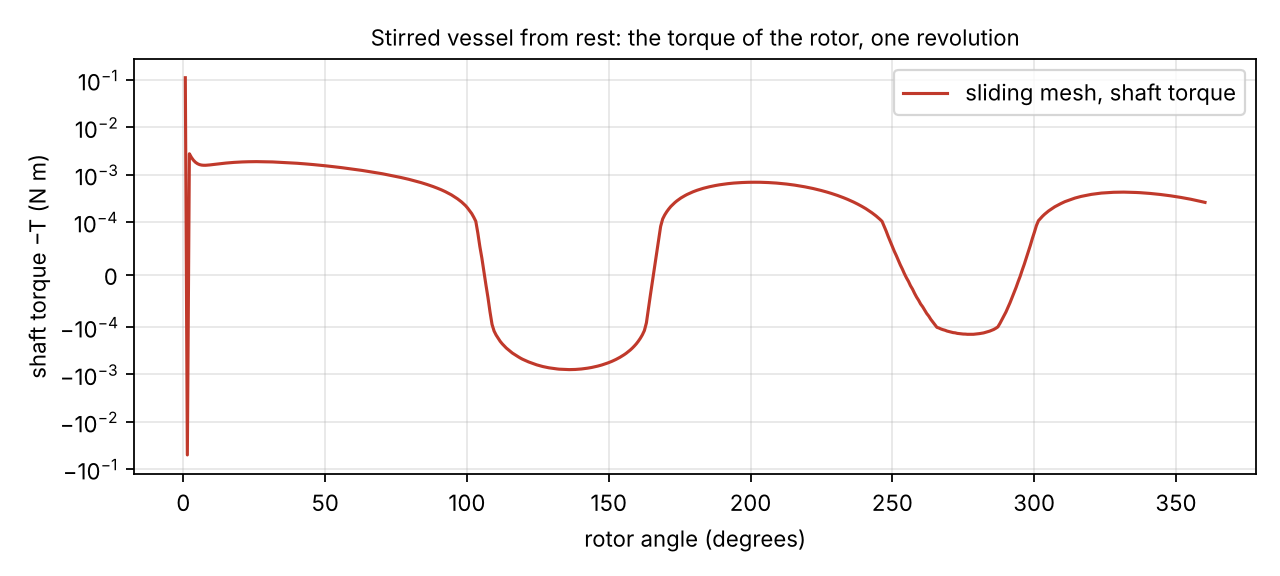 Stirred vessel from rest: the torque of the rotor, one revolution
sliding mesh, shaft torque
shaft torque −T (N m)
10⁻¹
10⁻²
10⁻³
10⁻⁴
0
−10⁻⁴
−10⁻³
−10⁻²
−10⁻¹
0 50 100 150 200 250 300 350
rotor angle (degrees)